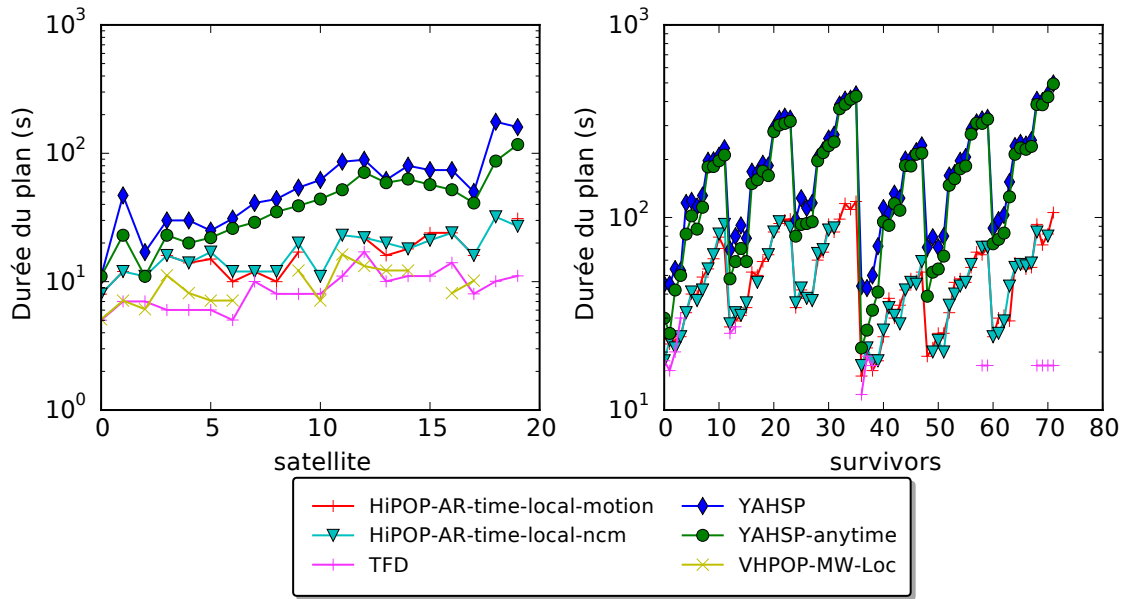 10³
10²
10¹
10⁰
Durée du plan (s)
0 5 10 15 20
satellite
10³
10²
10¹
Durée du plan (s)
0 10 20 30 40 50 60 70 80
survivors
HiPOP-AR-time-local-motion
HiPOP-AR-time-local-ncm
TFD
YAHSP
YAHSP-anytime
VHPOP-MW-Loc